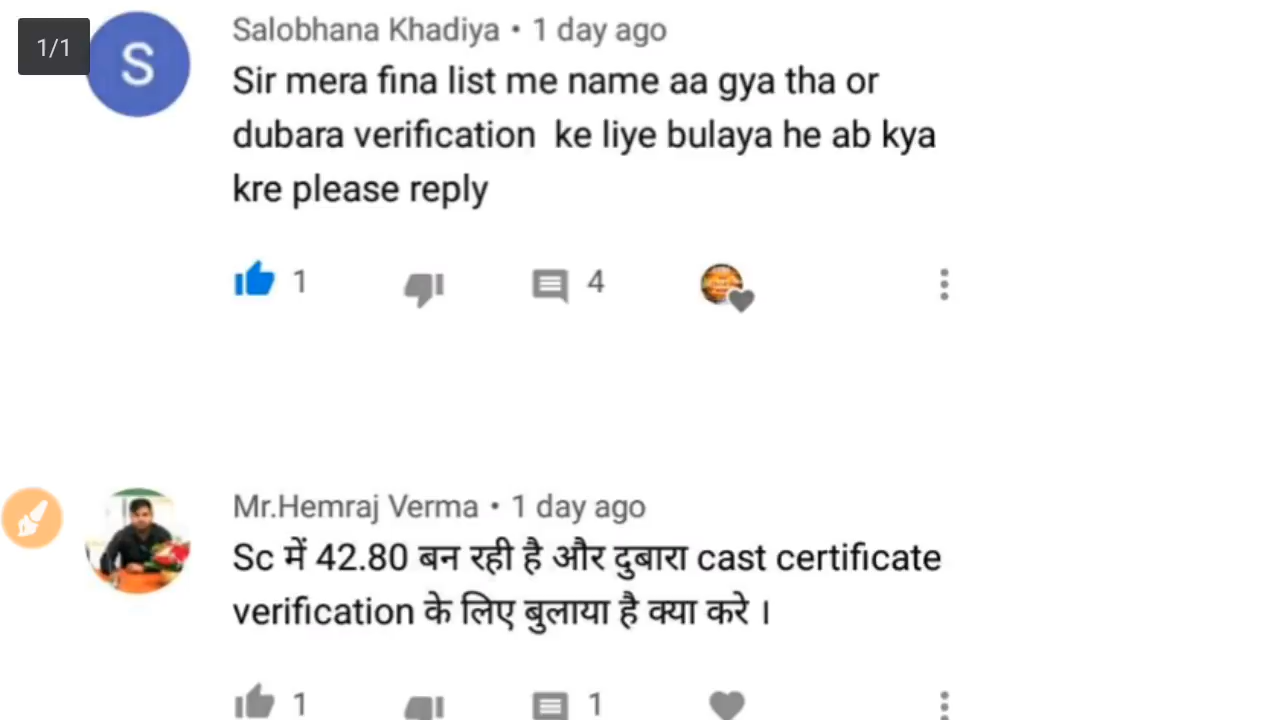 1/1
S
Salobhana Khadiya • 1 day ago
Sir mera fina list me name aa gya tha or
dubara verification ke liye bulaya he ab kya
kre please reply
1 4
Mr.Hemraj Verma • 1 day ago
Sc में 42.80 बन रही है और दुबारा cast certificate
verification के लिए बुलाया है क्या करे ।
1 1